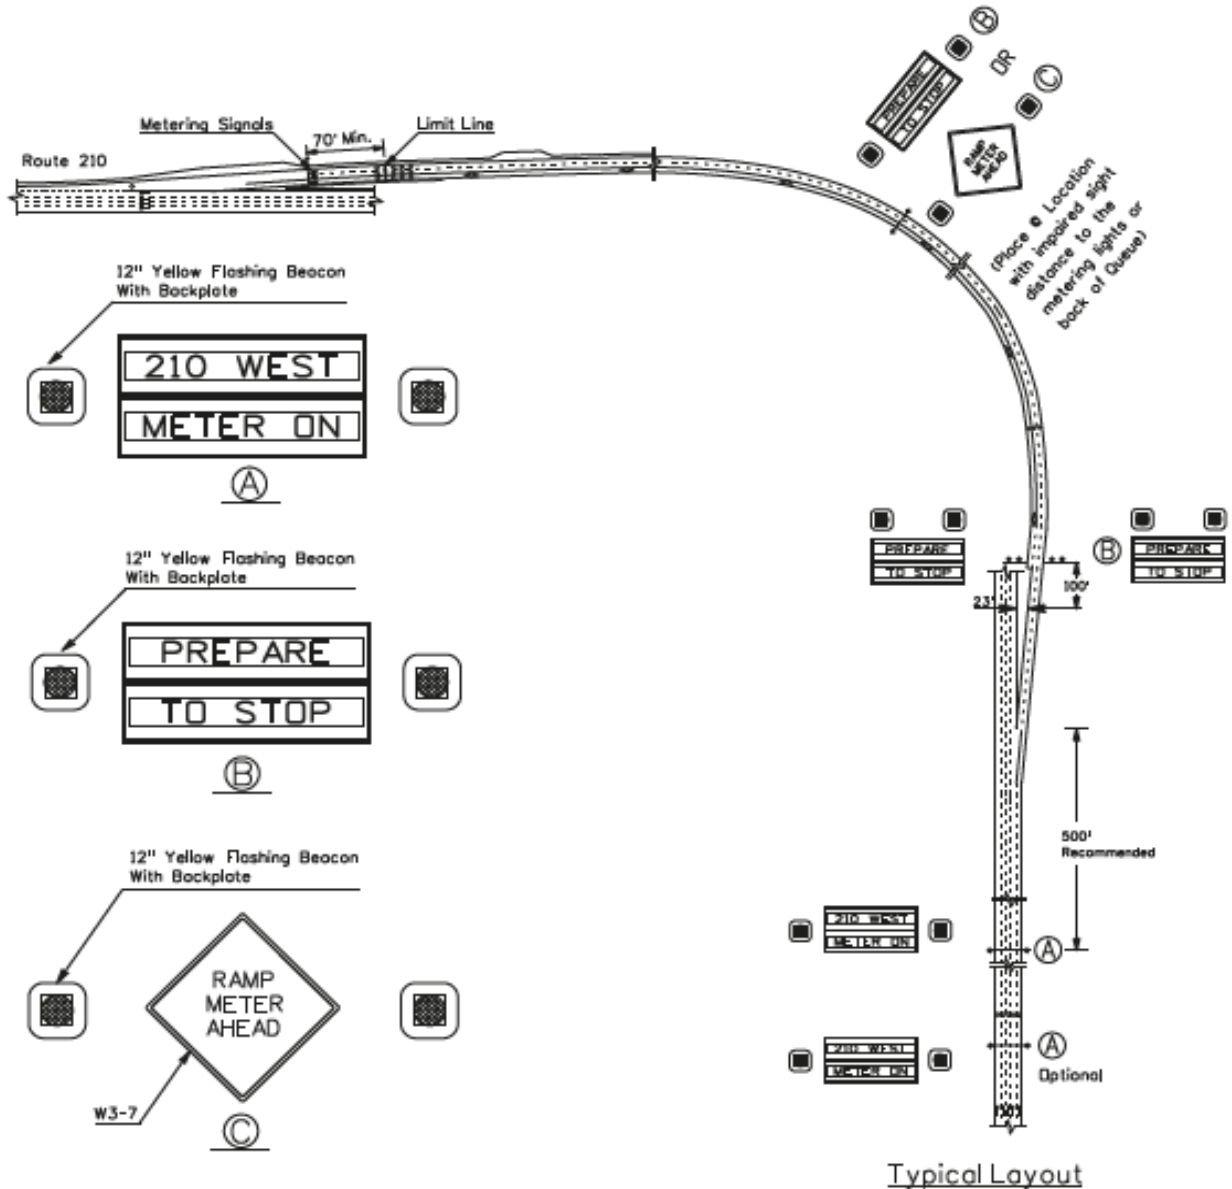 B
OR
C
PREPARE
TO STOP
RAMP
METER
AHEAD
(Place @ Location
with impaired sight
distance to the
metering lights or
back of Queue)
Metering Signals
70' Min.
Limit Line
Route 210
12" Yellow Flashing Beacon
With Backplate
210 WEST
METER ON
A
12" Yellow Flashing Beacon
With Backplate
PREPARE
TO STOP
B
12" Yellow Flashing Beacon
With Backplate
RAMP
METER
AHEAD
W3-7
C
PREPARE
TO STOP
B
PREPARE
TO STOP
23'
100'
500'
Recommended
210 WEST
METER ON
A
210 WEST
METER ON
A
Optional
Typical Layout